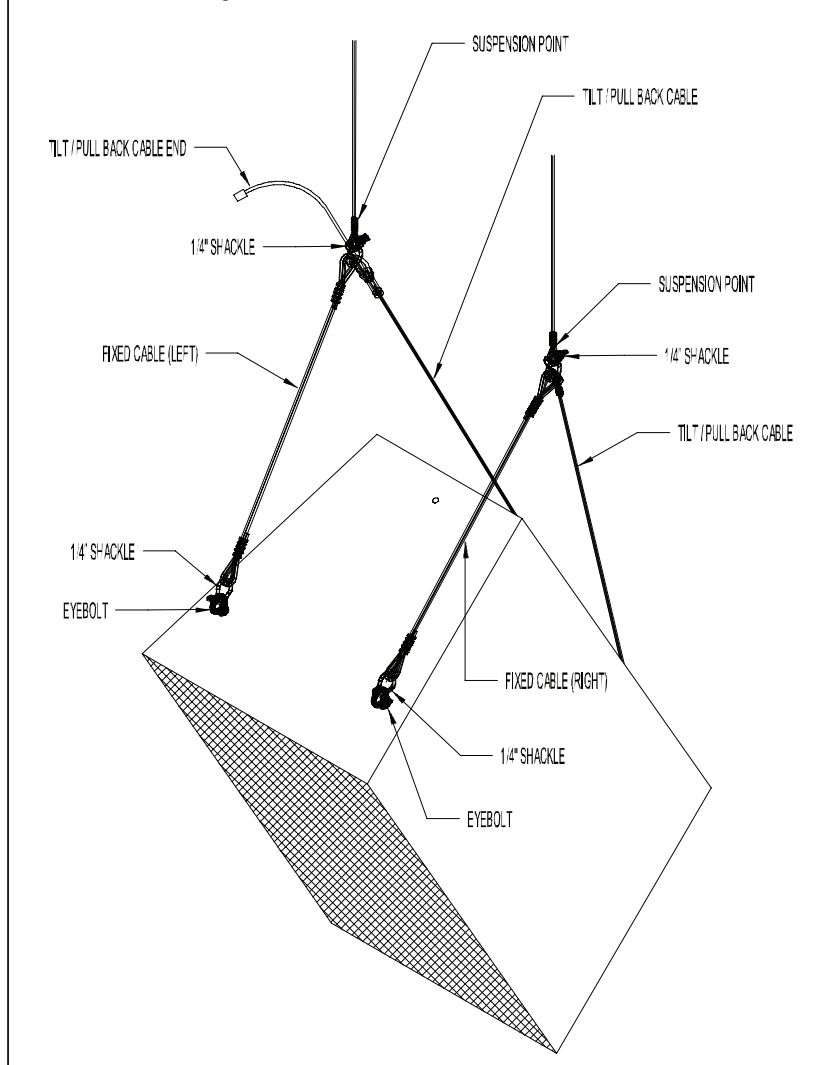 SUSPENSION POINT
TILT / PULL BACK CABLE
TILT / PULL BACK CABLE END
1/4" SHACKLE
SUSPENSION POINT
FIXED CABLE (LEFT)
1/4" SHACKLE
TILT / PULL BACK CABLE
1/4" SHACKLE
EYEBOLT
FIXED CABLE (RIGHT)
1/4" SHACKLE
EYEBOLT